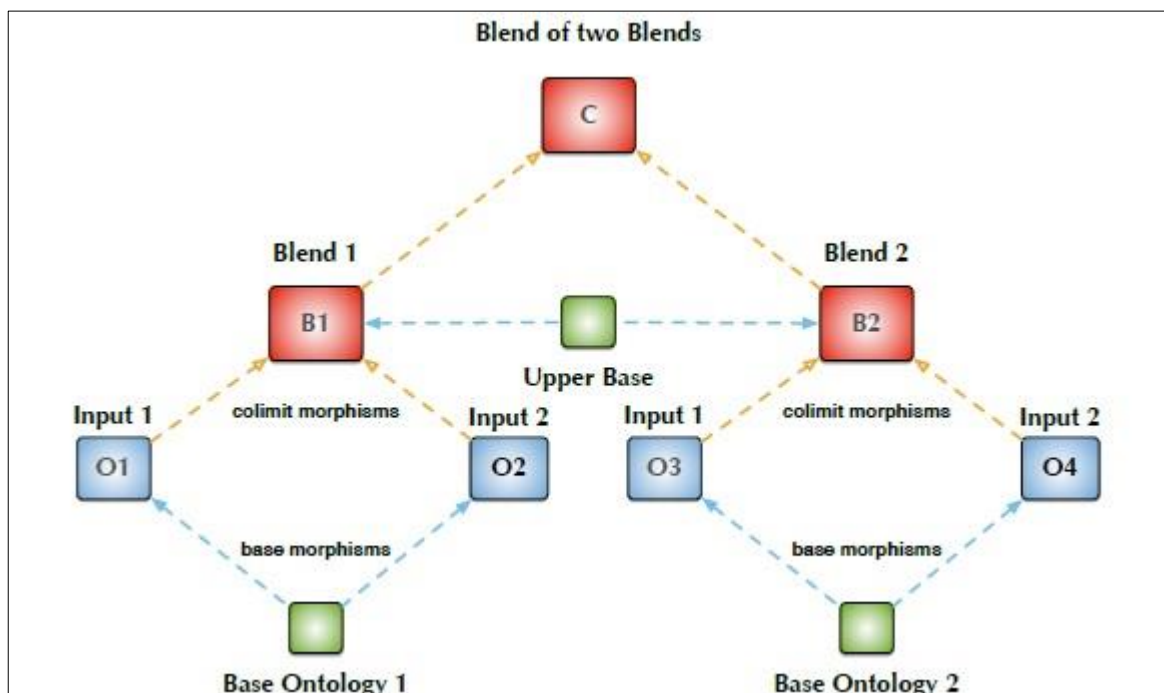 Blend of two Blends
C
Blend 1
Blend 2
B1
B2
Upper Base
Input 1
colimit morphisms
Input 2
Input 1
colimit morphisms
Input 2
O1
O2
O3
O4
base morphisms
base morphisms
Base Ontology 1
Base Ontology 2